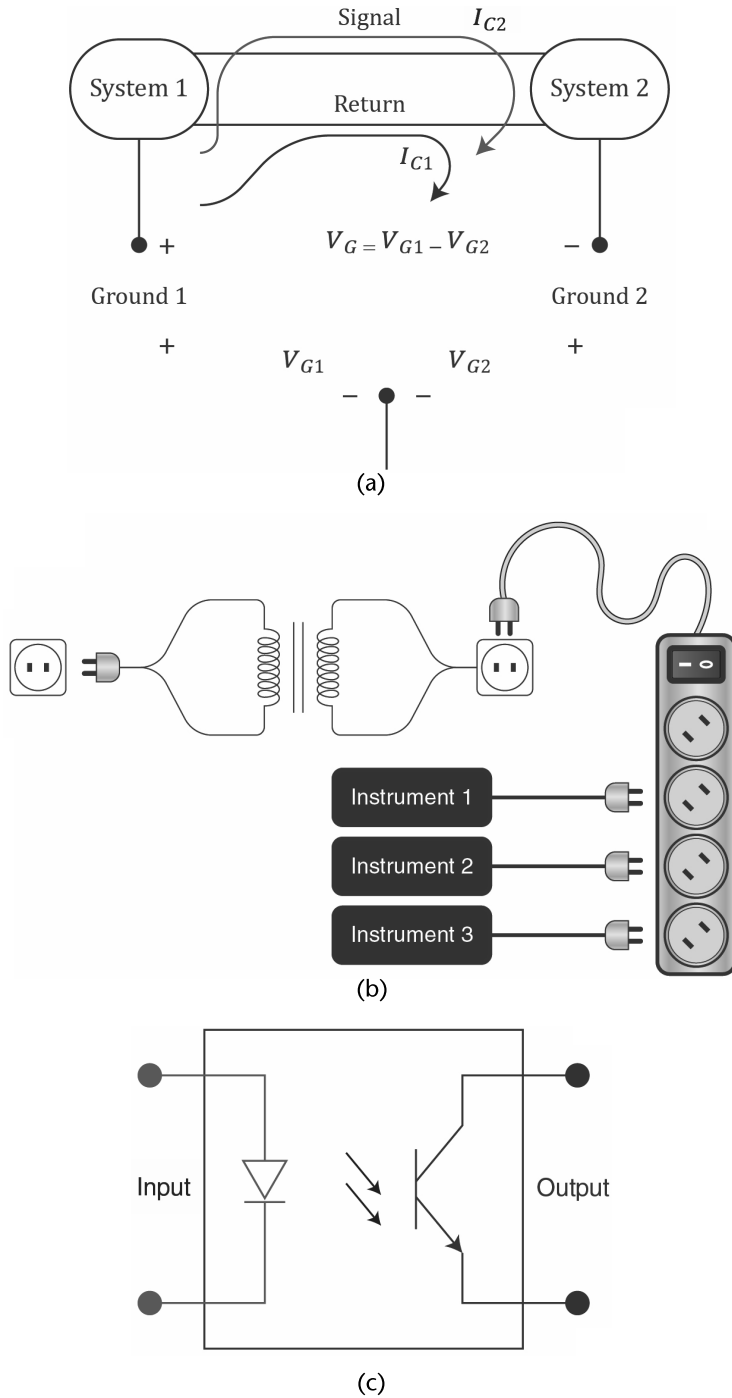 Signal I_C2
System 1 System 2
Return
I_C1
+ V_G = V_G1 – V_G2 –
Ground 1 Ground 2
+ +
V_G1 V_G2
– –
(a)
I O
Instrument 1
Instrument 2
Instrument 3
(b)
Input Output
(c)